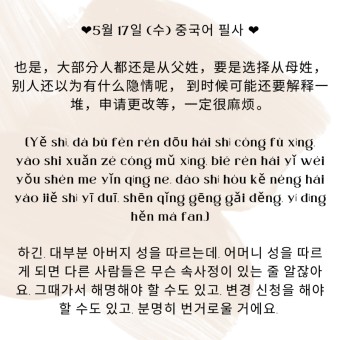 ❤5월 17일 (수) 중국어 필사 ❤
也是，大部分人都还是从父姓，要是选择从母姓，
别人还以为有什么隐情呢， 到时候可能还要解释一
堆，申请更改等，一定很麻烦。
(Yě shì, dà bù fèn rén dōu hái shì cóng fù xìng,
yào shì xuǎn zé cóng mǔ xìng, bié rén hái yǐ wéi
yǒu shén me yǐn qíng ne, dào shí hòu kě néng hái
yào jiě shì yī duī, shēn qǐng gēng gǎi děng, yí dìng
hěn má fan.)
하긴, 대부분 아버지 성을 따르는데, 어머니 성을 따르
게 되면 다른 사람들은 무슨 속사정이 있는 줄 알잖아
요. 그때가서 해명해야 할 수도 있고, 변경 신청을 해야
할 수도 있고, 분명히 번거로울 거에요.